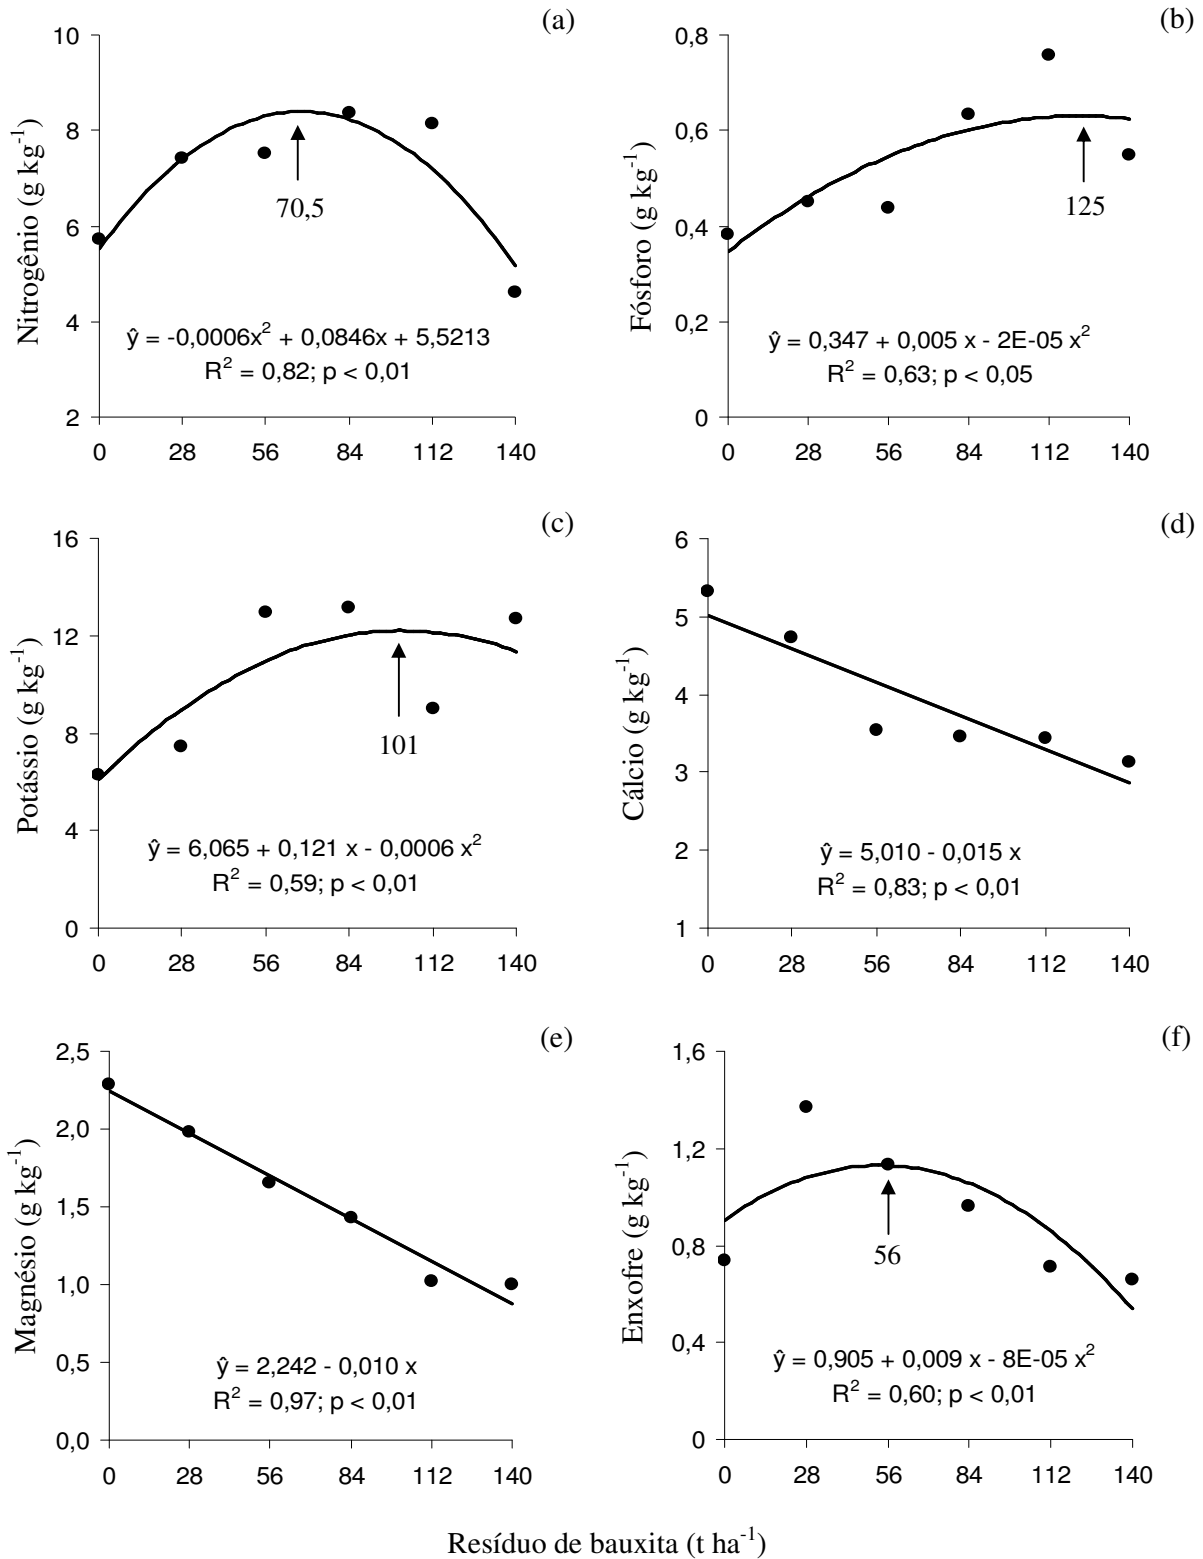 (a)
10
8
6
4
2
Nitrogênio (g kg⁻¹)
70,5
ŷ = -0,0006x² + 0,0846x + 5,5213
R² = 0,82; p < 0,01
0 28 56 84 112 140
(b)
0,8
0,6
0,4
0,2
0
Fósforo (g kg⁻¹)
125
ŷ = 0,347 + 0,005 x - 2E-05 x²
R² = 0,63; p < 0,05
0 28 56 84 112 140
(c)
16
12
8
4
0
Potássio (g kg⁻¹)
101
ŷ = 6,065 + 0,121 x - 0,0006 x²
R² = 0,59; p < 0,01
0 28 56 84 112 140
(d)
6
5
4
3
2
1
Cálcio (g kg⁻¹)
ŷ = 5,010 - 0,015 x
R² = 0,83; p < 0,01
0 28 56 84 112 140
(e)
2,5
2,0
1,5
1,0
0,5
0,0
Magnésio (g kg⁻¹)
ŷ = 2,242 - 0,010 x
R² = 0,97; p < 0,01
0 28 56 84 112 140
(f)
1,6
1,2
0,8
0,4
0
Enxofre (g kg⁻¹)
56
ŷ = 0,905 + 0,009 x - 8E-05 x²
R² = 0,60; p < 0,01
0 28 56 84 112 140
Resíduo de bauxita (t ha⁻¹)